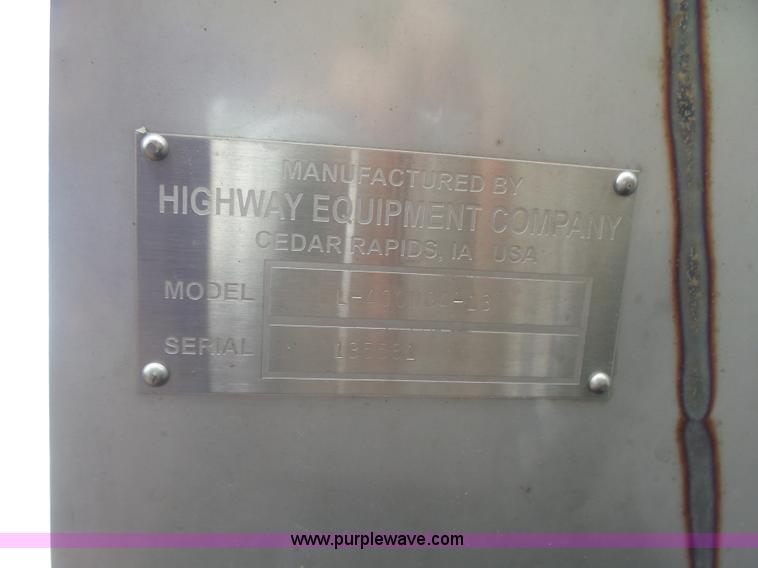 MANUFACTURED BY
HIGHWAY EQUIPMENT COMPANY
CEDAR RAPIDS, IA USA
MODEL
SERIAL
www.purplewave.com